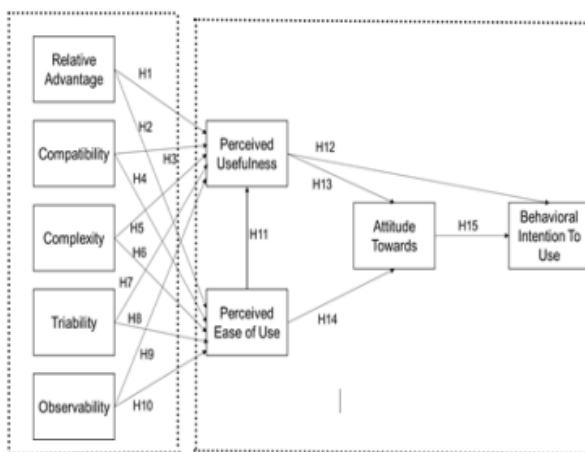 Relative
Advantage
H1
H2
Compatibility
H3
H4
Perceived
Usefulness
H12
H13
Complexity
H5
H6
H11
Attitude
Towards
H15
Behavioral
Intention To
Use
H7
Triability
H8
Perceived
Ease of Use
H14
H9
Observability
H10